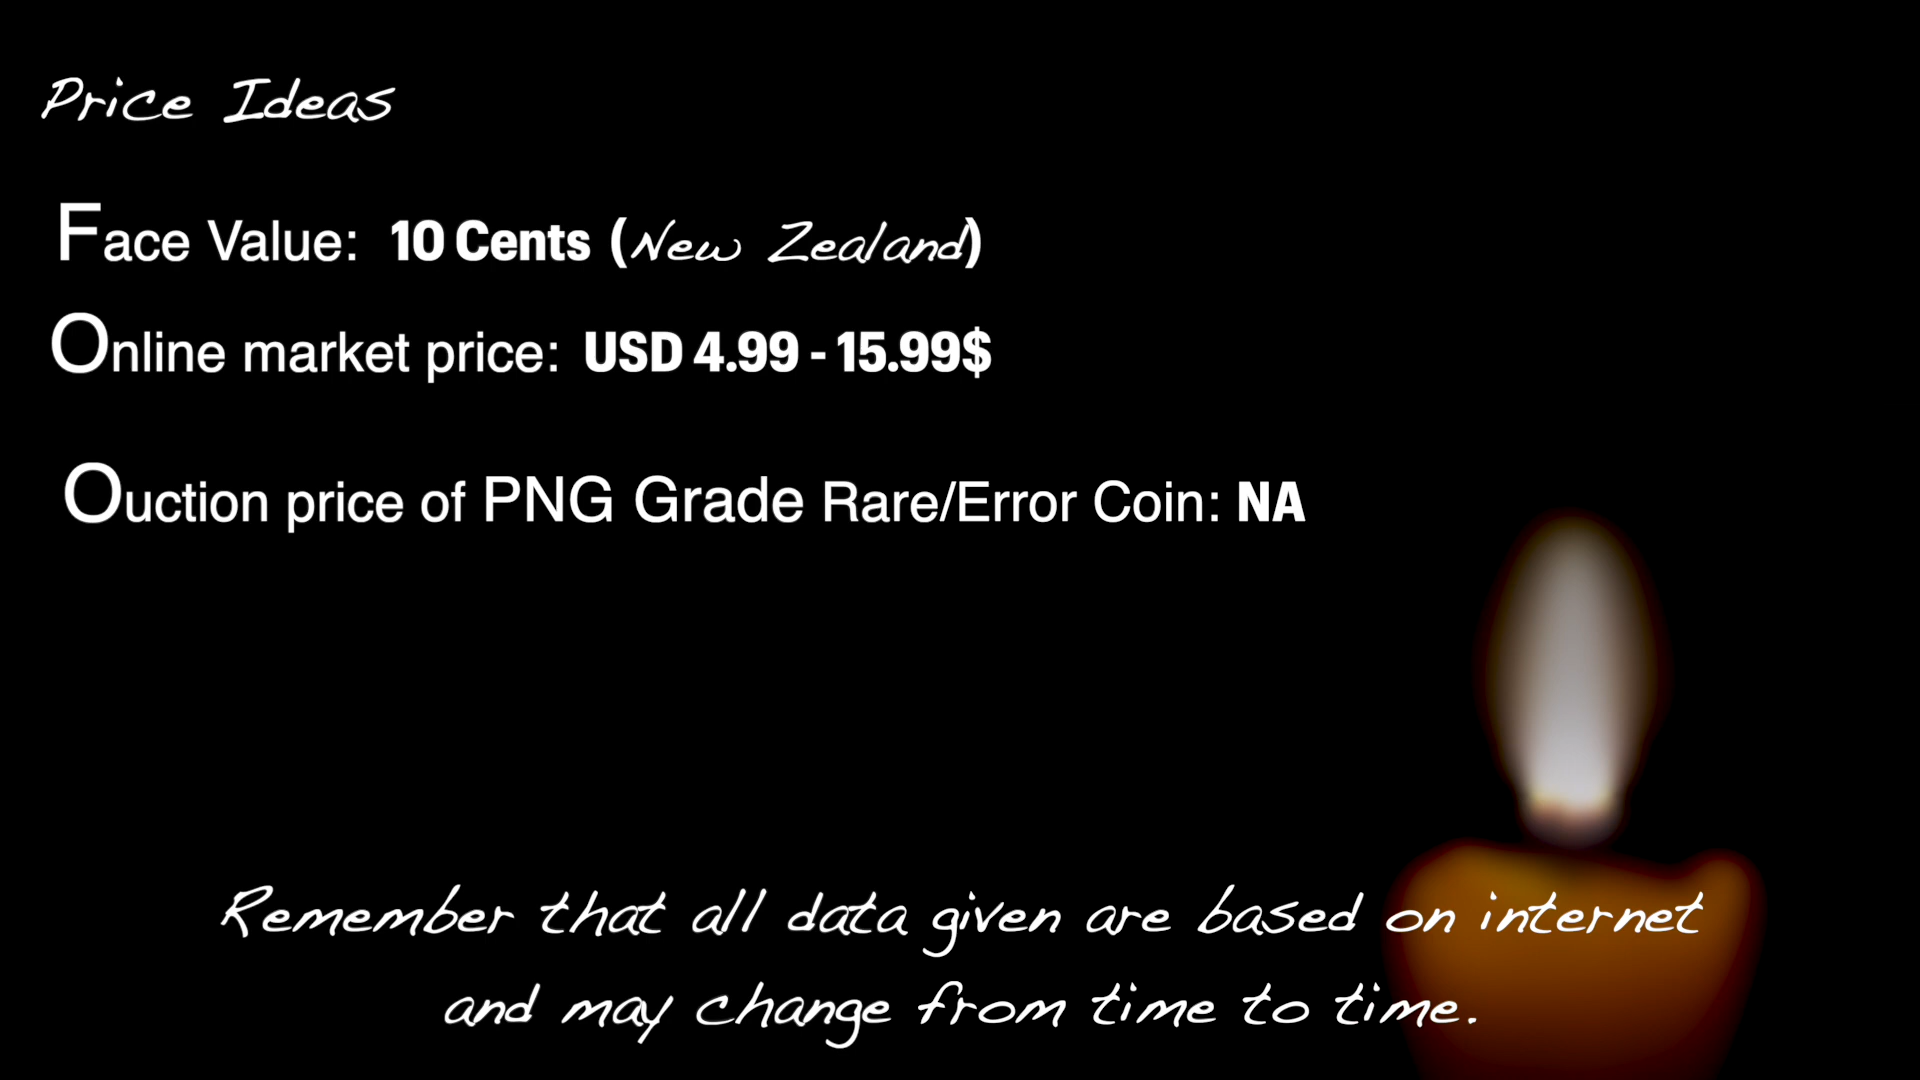 Price Ideas
Face Value: 10 Cents (New Zealand)
Online market price: USD 4.99 - 15.99$
Ouction price of PNG Grade Rare/Error Coin: NA
Remember that all data given are based on internet
and may change from time to time.